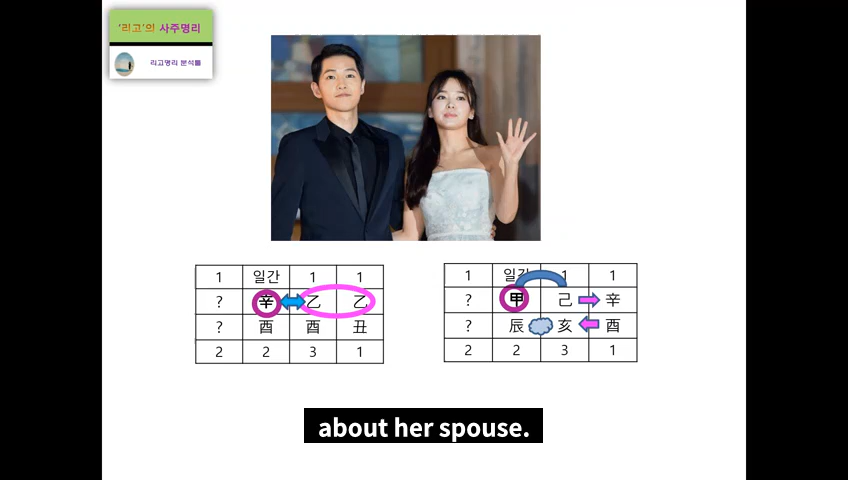 '리고'의 사주명리
리고명리 분석툴
1 일간 1 1
? 辛 乙 乙
? 酉 酉 丑
2 2 3 1
1 일간 1 1
? 甲 己 辛
? 辰 亥 酉
2 2 3 1
about her spouse.